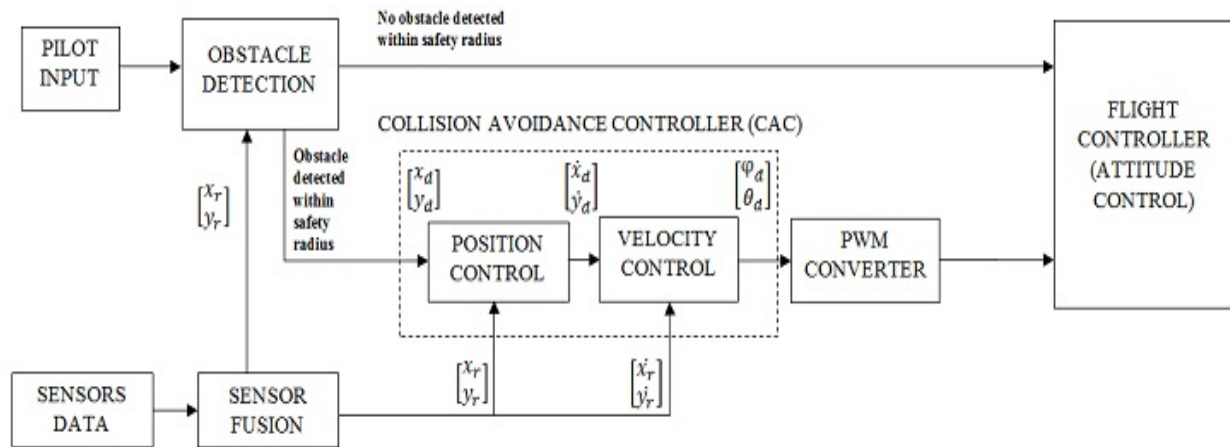 No obstacle detected
within safety radius
PILOT
INPUT
OBSTACLE
DETECTION
FLIGHT
CONTROLLER
(ATTITUDE
CONTROL)
COLLISION AVOIDANCE CONTROLLER (CAC)
Obstacle
detected
within
safety
radius
[x_r
y_r]
[x_d
y_d]
[ẋ_d
ẏ_d]
[φ_d
θ_d]
POSITION
CONTROL
VELOCITY
CONTROL
PWM
CONVERTER
[x_r
y_r]
[ẋ_r
ẏ_r]
SENSORS
DATA
SENSOR
FUSION